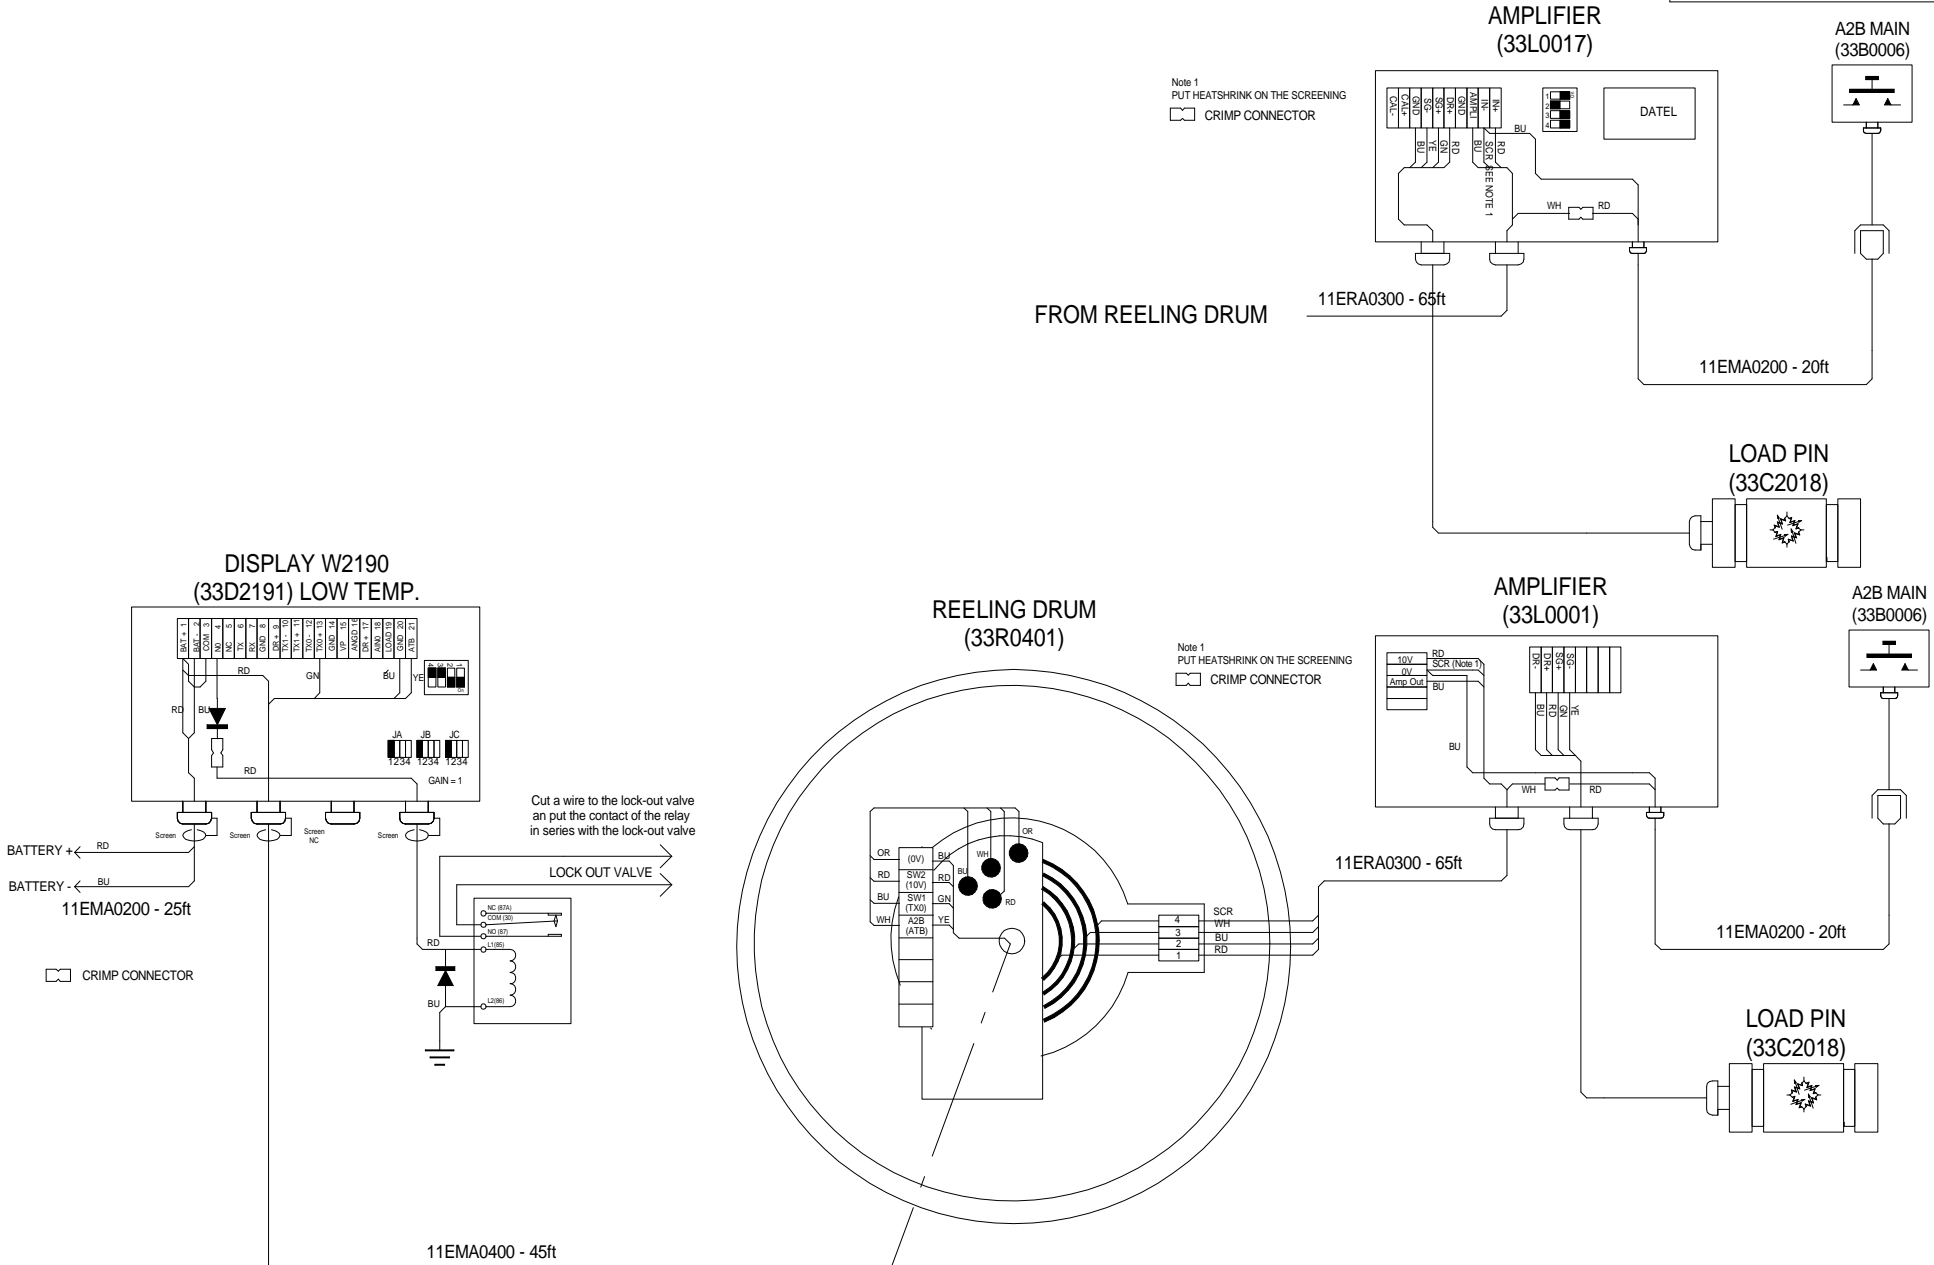 AMPLIFIER
(33L0017)
A2B MAIN
(33B0006)
Note 1
PUT HEATSHRINK ON THE SCREENING
CRIMP CONNECTOR
CAL-
CAL+
GND
SG-
SG+
DR+
GND
AMPLI
IN-
IN+
1
2
3
4
DATEL
BU
YE
GN
RD
BU
SCR SEE NOTE 1
RD
BU
WH
RD
FROM REELING DRUM
11ERA0300 - 65ft
11EMA0200 - 20ft
LOAD PIN
(33C2018)
DISPLAY W2190
(33D2191) LOW TEMP.
BAT + 1
BAT - 2
COM 3
N0 4
NC 5
TX 6
RX 7
GND 8
DR + 9
TX1 - 10
TX1 + 11
TX0 - 12
TX0 + 13
GND 14
VP 15
ANGD 16
DR + 17
AIN0 18
LOAD 19
GND 20
ATB 21
RD
GN
BU
YE
4 3 2 1
RD
BU
JA JB JC
1234 1234 1234
RD
GAIN = 1
Screen
Screen
Screen
NC
Screen
BATTERY + RD
BATTERY - BU
11EMA0200 - 25ft
CRIMP CONNECTOR
Cut a wire to the lock-out valve
an put the contact of the relay
in series with the lock-out valve
LOCK OUT VALVE
NC (87A)
COM (30)
NO (87)
L1(85)
L2(86)
RD
BU
11EMA0400 - 45ft
REELING DRUM
(33R0401)
OR
RD
BU
WH
(0V)
SW2
(10V)
SW1
(TX0)
A2B
(ATB)
BU
RD
GN
YE
BU
WH
RD
OR
4
3
2
1
SCR
WH
BU
RD
11ERA0300 - 65ft
Note 1
PUT HEATSHRINK ON THE SCREENING
CRIMP CONNECTOR
AMPLIFIER
(33L0001)
10V
0V
Amp Out
RD
SCR (Note 1)
BU
DR-
DR+
SG+
SG-
BU
RD
GN
YE
BU
WH
RD
A2B MAIN
(33B0006)
11EMA0200 - 20ft
LOAD PIN
(33C2018)